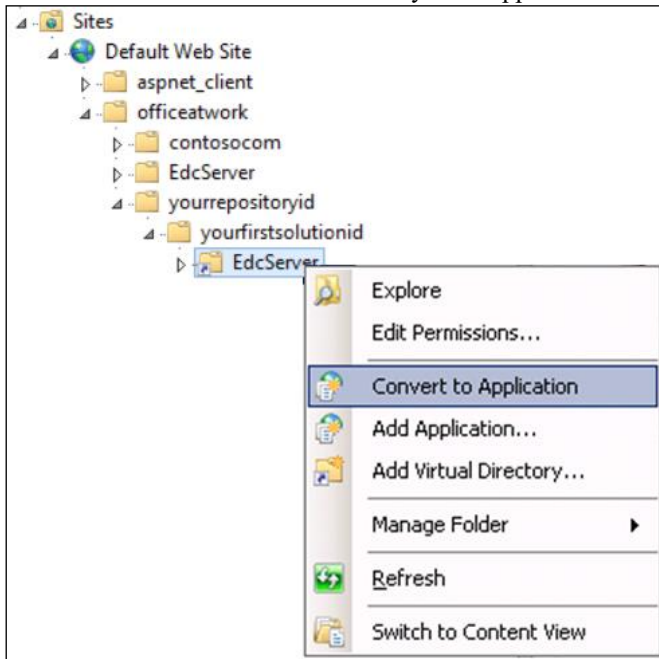 Sites
Default Web Site
aspnet_client
officeatwork
contosocom
EdcServer
yourrepositoryid
yourfirstsolutionid
EdcServer
Explore
Edit Permissions...
Convert to Application
Add Application...
Add Virtual Directory...
Manage Folder
Refresh
Switch to Content View